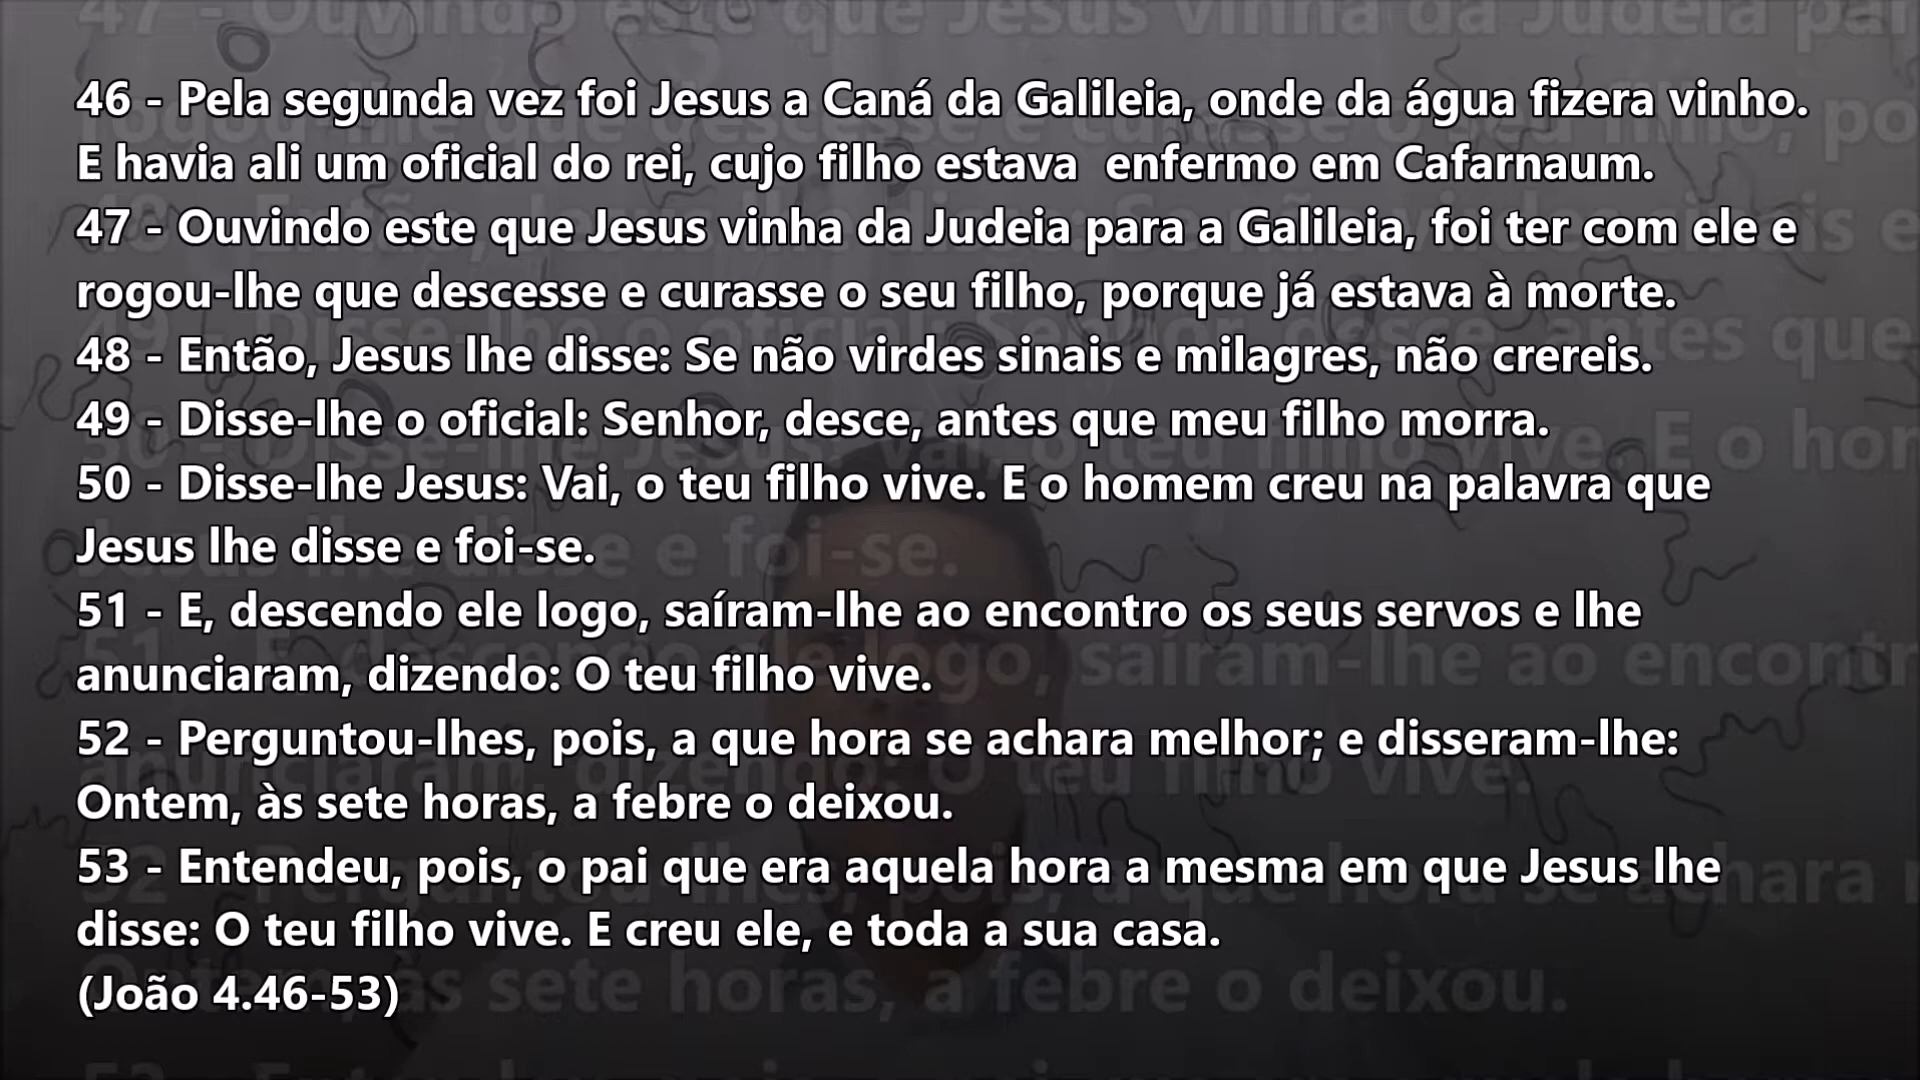 46 - Pela segunda vez foi Jesus a Caná da Galileia, onde da água fizera vinho.
E havia ali um oficial do rei, cujo filho estava  enfermo em Cafarnaum.
47 - Ouvindo este que Jesus vinha da Judeia para a Galileia, foi ter com ele e
rogou-lhe que descesse e curasse o seu filho, porque já estava à morte.
48 - Então, Jesus lhe disse: Se não virdes sinais e milagres, não crereis.
49 - Disse-lhe o oficial: Senhor, desce, antes que meu filho morra.
50 - Disse-lhe Jesus: Vai, o teu filho vive. E o homem creu na palavra que
Jesus lhe disse e foi-se.
51 - E, descendo ele logo, saíram-lhe ao encontro os seus servos e lhe
anunciaram, dizendo: O teu filho vive.
52 - Perguntou-lhes, pois, a que hora se achara melhor; e disseram-lhe:
Ontem, às sete horas, a febre o deixou.
53 - Entendeu, pois, o pai que era aquela hora a mesma em que Jesus lhe
disse: O teu filho vive. E creu ele, e toda a sua casa.
(João 4.46-53)